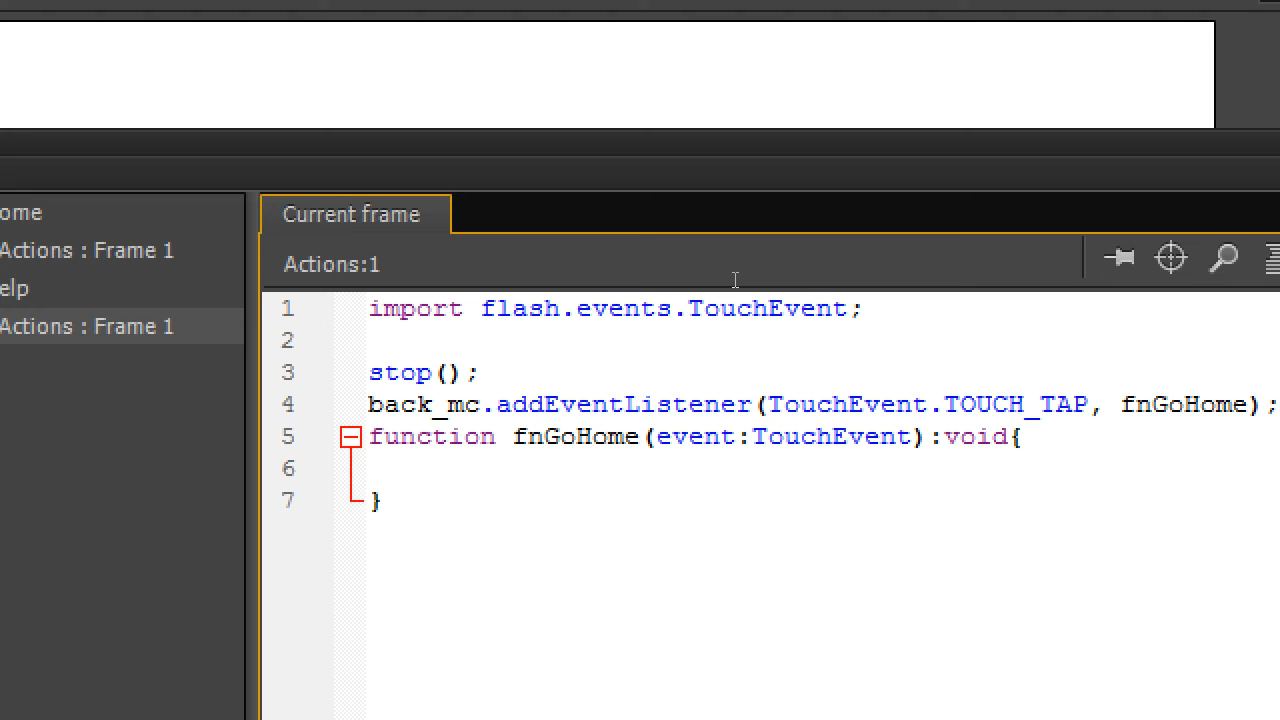 ome
Actions : Frame 1
elp
Actions : Frame 1
Current frame
Actions:1
1 import flash.events.TouchEvent;
2
3 stop();
4 back_mc.addEventListener(TouchEvent.TOUCH_TAP, fnGoHome);
5 function fnGoHome(event:TouchEvent):void{
6
7 }